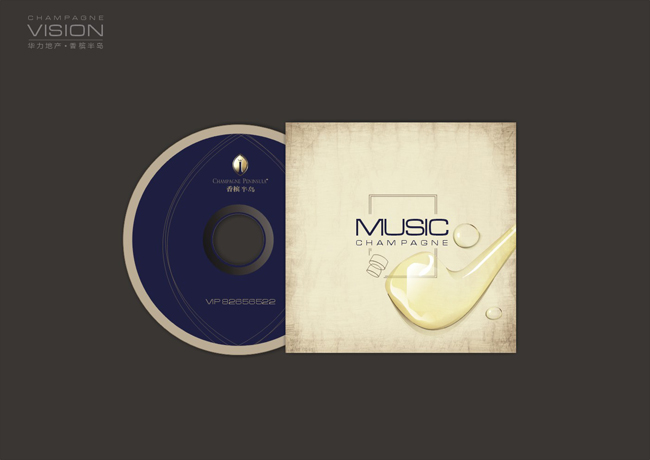 CHAMPAGNE
VISION
华力地产•香槟半岛
CHAMPAGNE PENINSULA
香槟半岛
VIP 82656522
MUSIC
CHAMPAGNE